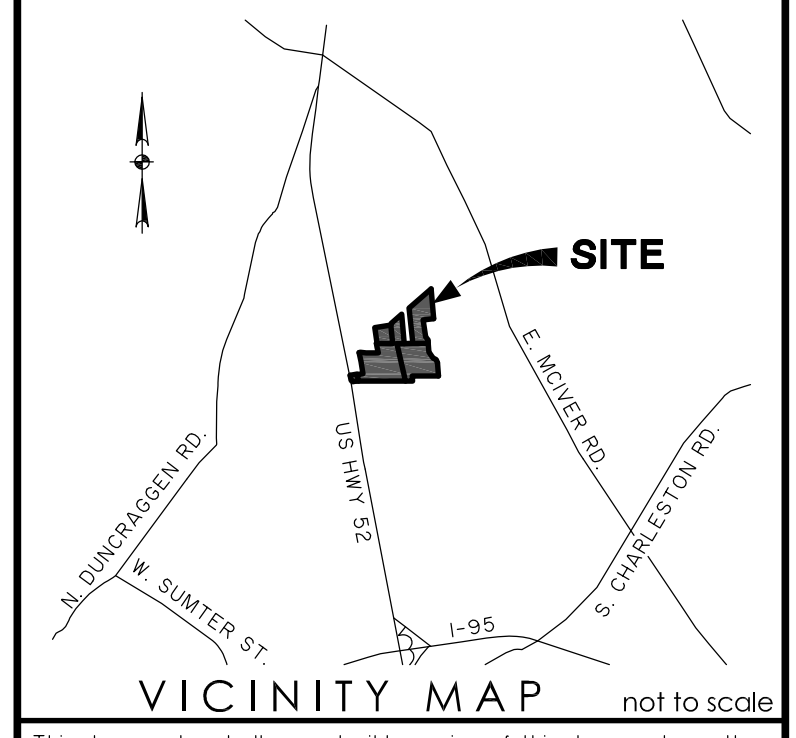 SITE
E. MCIVER RD.
US HWY 52
N. DUNCRAGGEN RD.
S. CHARLESTON RD.
W. SUMTER ST.
I-95
VICINITY MAP
not to scale